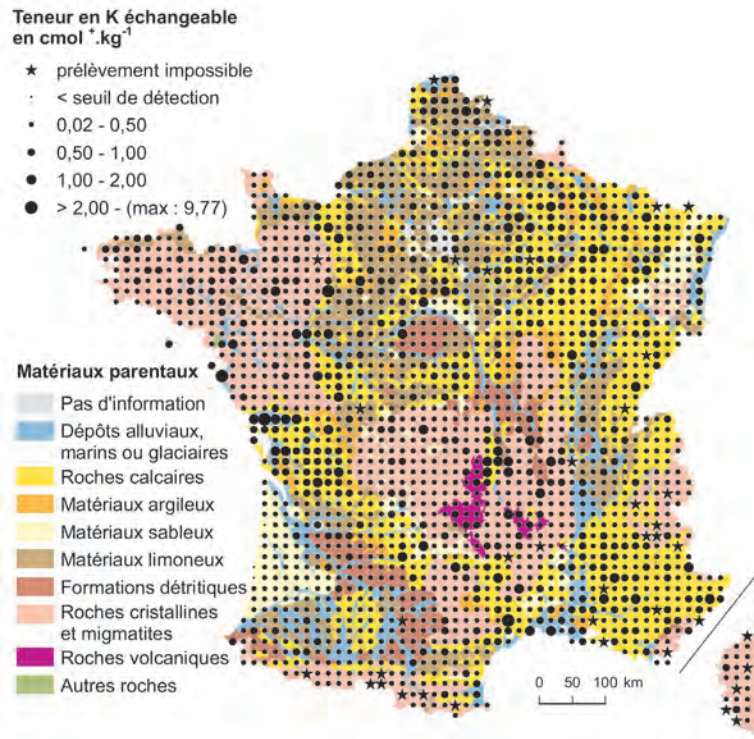 Teneur en K échangeable
en cmol⁺.kg⁻¹
★ prélèvement impossible
· < seuil de détection
• 0,02 - 0,50
• 0,50 - 1,00
● 1,00 - 2,00
● > 2,00 - (max : 9,77)
Matériaux parentaux
Pas d'information
Dépôts alluviaux,
marins ou glaciaires
Roches calcaires
Matériaux argileux
Matériaux sableux
Matériaux limoneux
Formations détritiques
Roches cristallines
et migmatites
Roches volcaniques
Autres roches
0 50 100 km